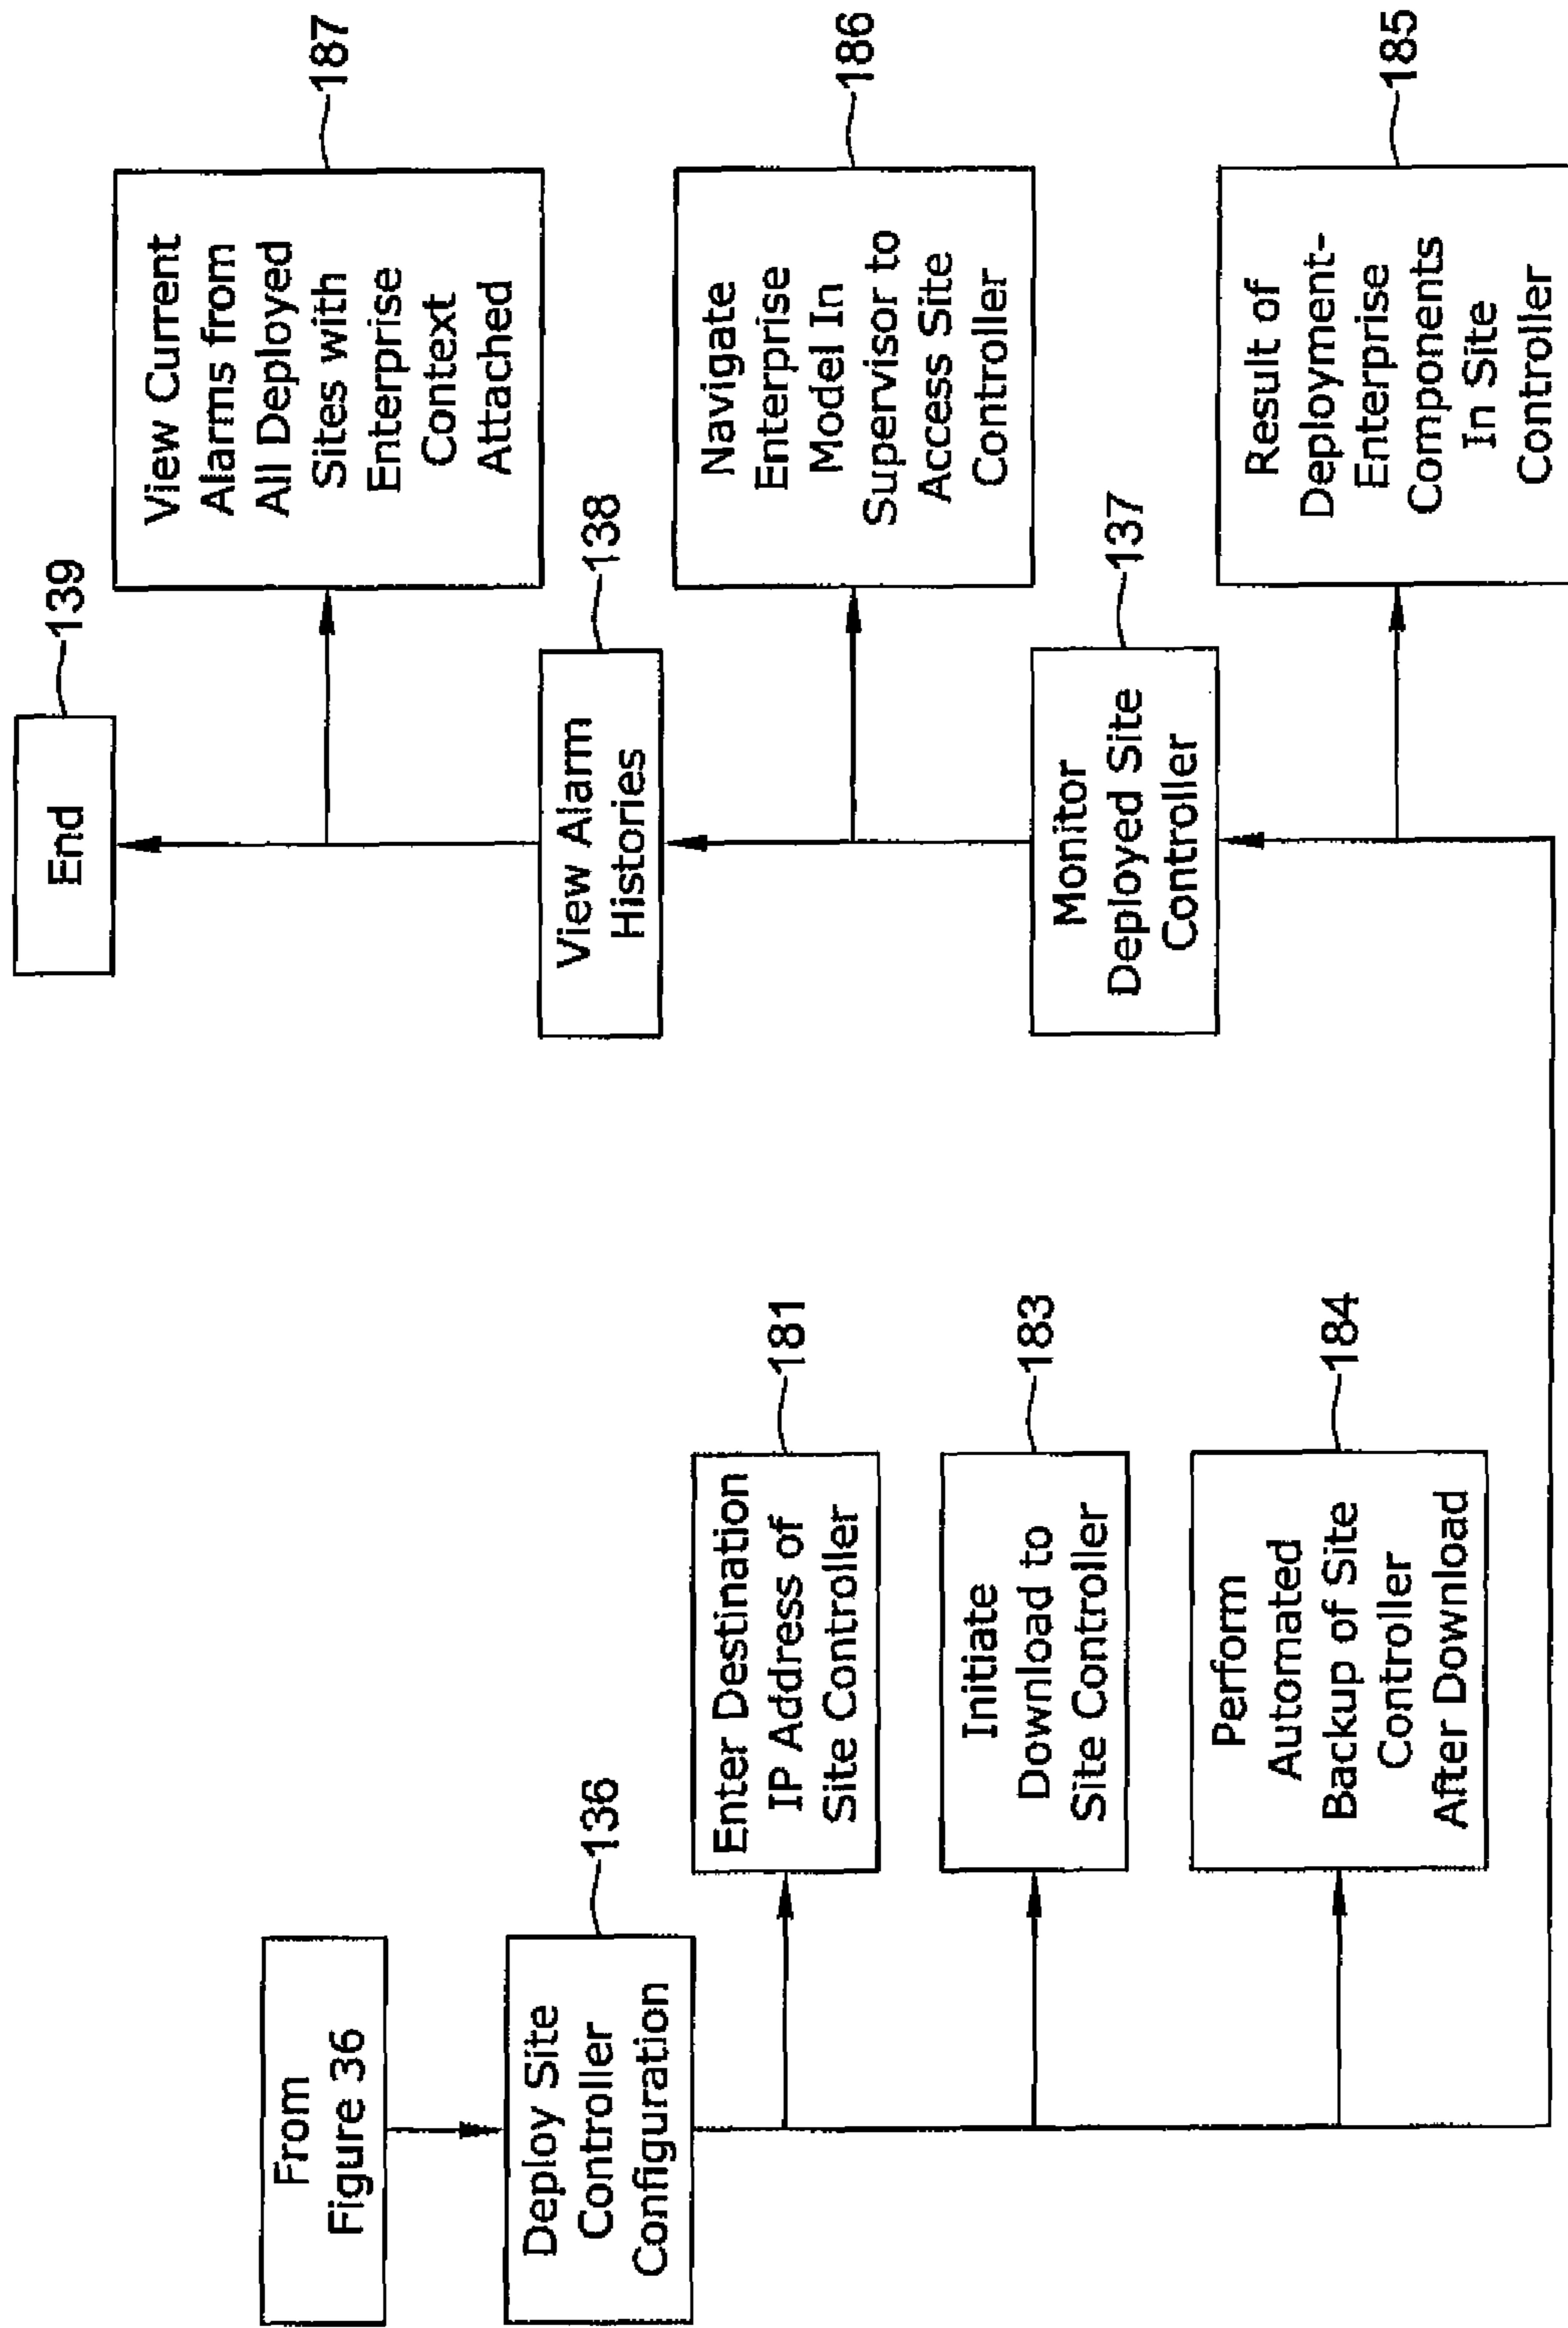 From
Figure 36
Deploy Site
Controller
Configuration
136
Enter Destination
IP Address of
Site Controller
181
Initiate
Download to
Site Controller
183
Perform
Automated
Backup of Site
Controller
After Download
184
Result of
Deployment-
Enterprise
Components
In Site
Controller
185
Monitor
Deployed Site
Controller
137
Navigate
Enterprise
Model In
Supervisor to
Access Site
Controller
186
View Alarm
Histories
138
View Current
Alarms from
All Deployed
Sites with
Enterprise
Context
Attached
187
End
139